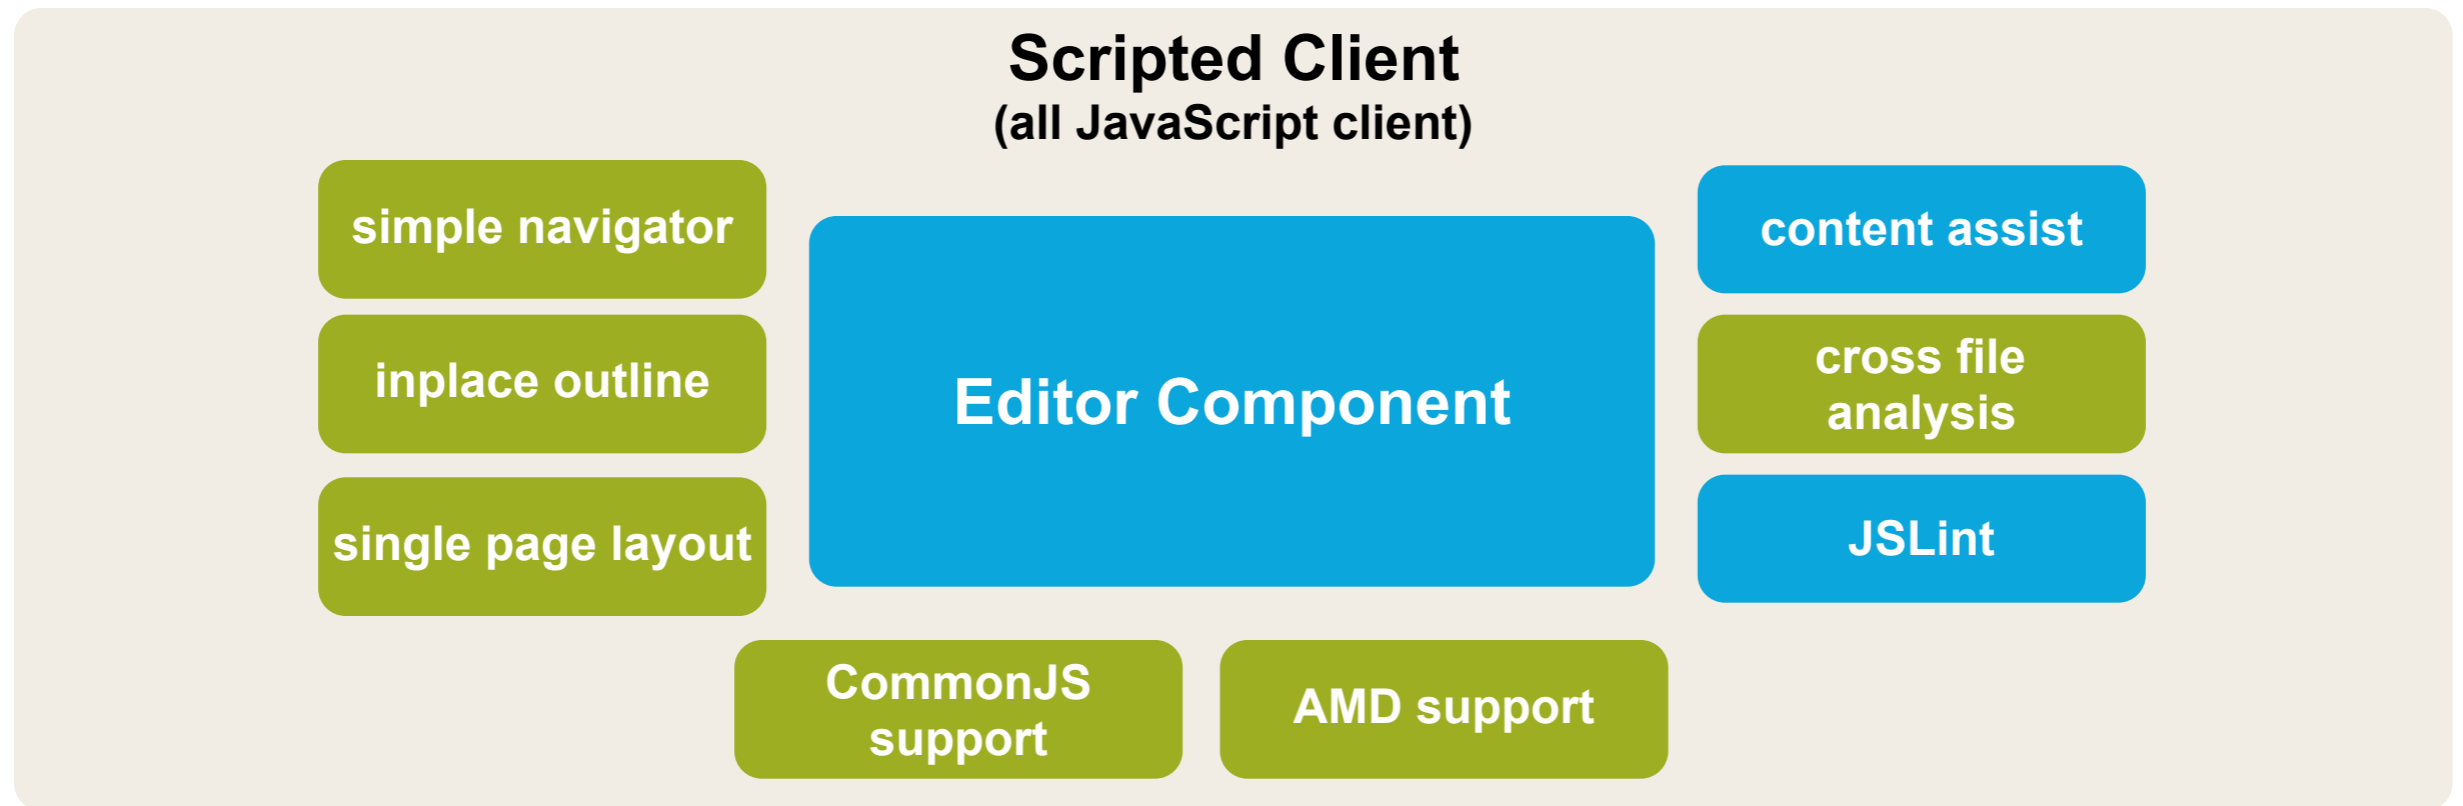 Scripted Client
(all JavaScript client)
simple navigator
inplace outline
single page layout
Editor Component
content assist
cross file
analysis
JSLint
CommonJS
support
AMD support